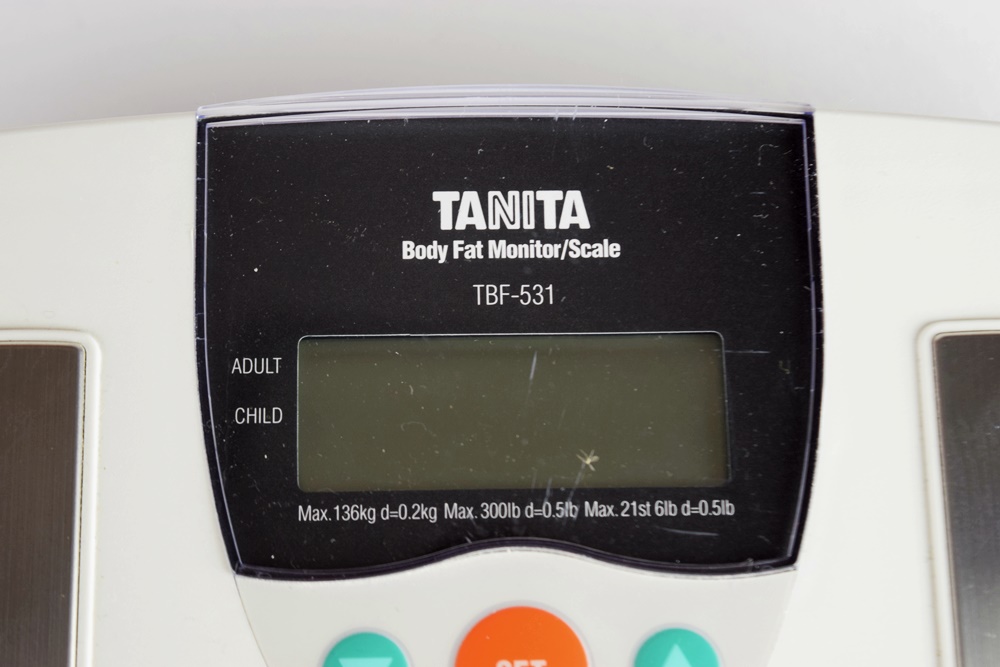 TANITA
Body Fat Monitor/Scale
TBF-531
ADULT
CHILD
Max.136kg d=0.2kg Max. 300lb d=0.5lb Max. 21st 6lb d=0.5lb
SET